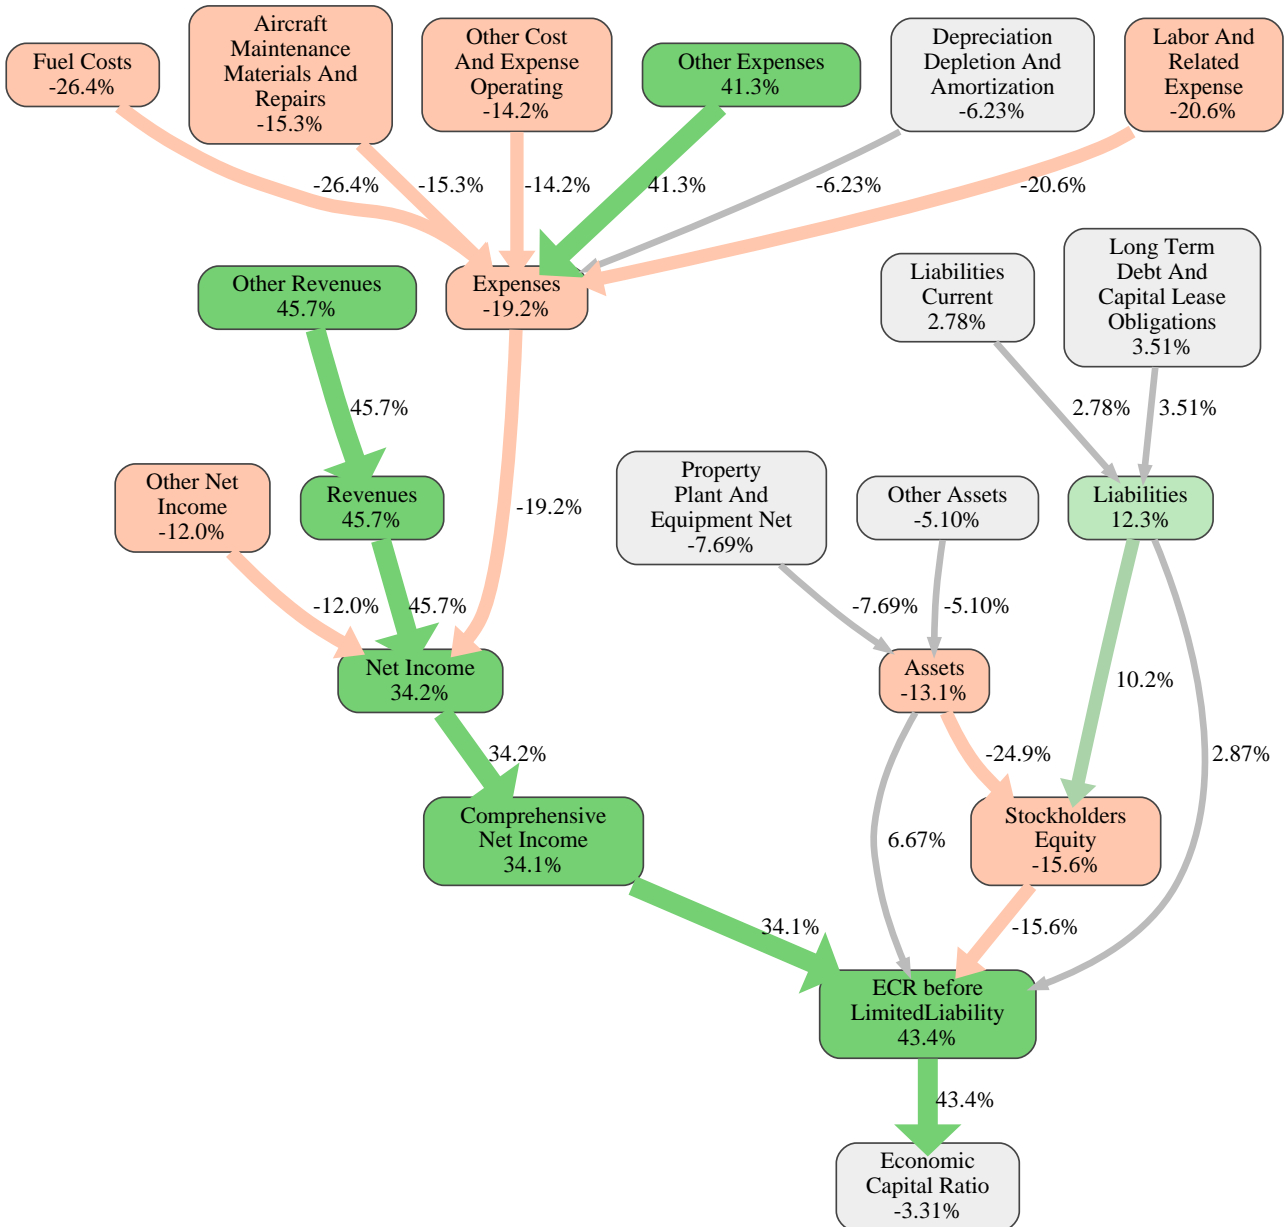 Fuel Costs
-26.4%
Aircraft
Maintenance
Materials And
Repairs
-15.3%
Other Cost
And Expense
Operating
-14.2%
Other Expenses
41.3%
Depreciation
Depletion And
Amortization
-6.23%
Labor And
Related
Expense
-20.6%
-26.4%
-15.3%
-14.2%
41.3%
-6.23%
-20.6%
Other Revenues
45.7%
Expenses
-19.2%
Liabilities
Current
2.78%
Long Term
Debt And
Capital Lease
Obligations
3.51%
45.7%
2.78%
3.51%
Other Net
Income
-12.0%
Revenues
45.7%
-19.2%
Property
Plant And
Equipment Net
-7.69%
Other Assets
-5.10%
Liabilities
12.3%
-12.0%
45.7%
-7.69%
-5.10%
Net Income
34.2%
Assets
-13.1%
10.2%
34.2%
-24.9%
2.87%
Comprehensive
Net Income
34.1%
6.67%
Stockholders
Equity
-15.6%
34.1%
-15.6%
ECR before
LimitedLiability
43.4%
43.4%
Economic
Capital Ratio
-3.31%